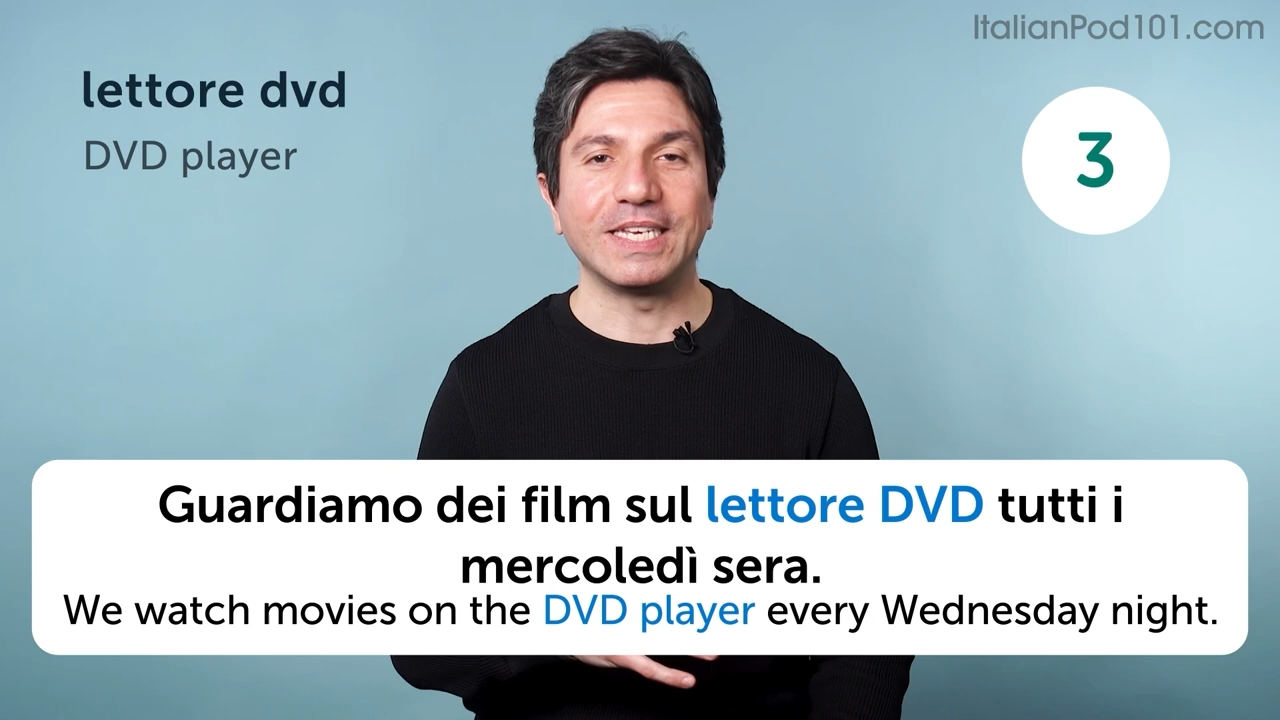 ItalianPod101.com
lettore dvd
DVD player
3
Guardiamo dei film sul lettore DVD tutti i
mercoledì sera.
We watch movies on the DVD player every Wednesday night.